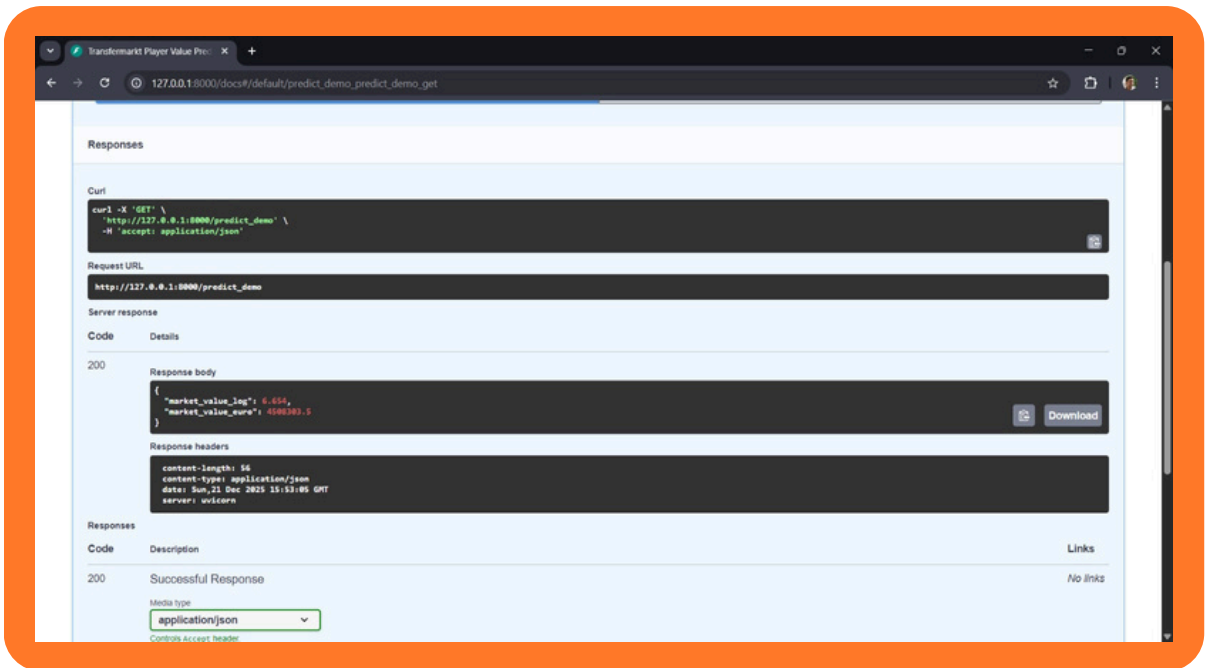 Transfermarkt Player Value Pred
127.0.0.1:8000/docs#/default/predict_demo_predict_demo_get
Responses
Curl
curl -X 'GET' \
'http://127.0.0.1:8000/predict_demo' \
-H 'accept: application/json'
Request URL
http://127.0.0.1:8000/predict_demo
Server response
Code Details
200
Response body
{
"market_value_log": 6.654,
"market_value_euro": 4508303.5
}
Download
Response headers
content-length: 56
content-type: application/json
date: Sun,21 Dec 2025 15:53:05 GMT
server: uvicorn
Responses
Code Description Links
200 Successful Response No links
Media type
application/json
Controls Accept header.